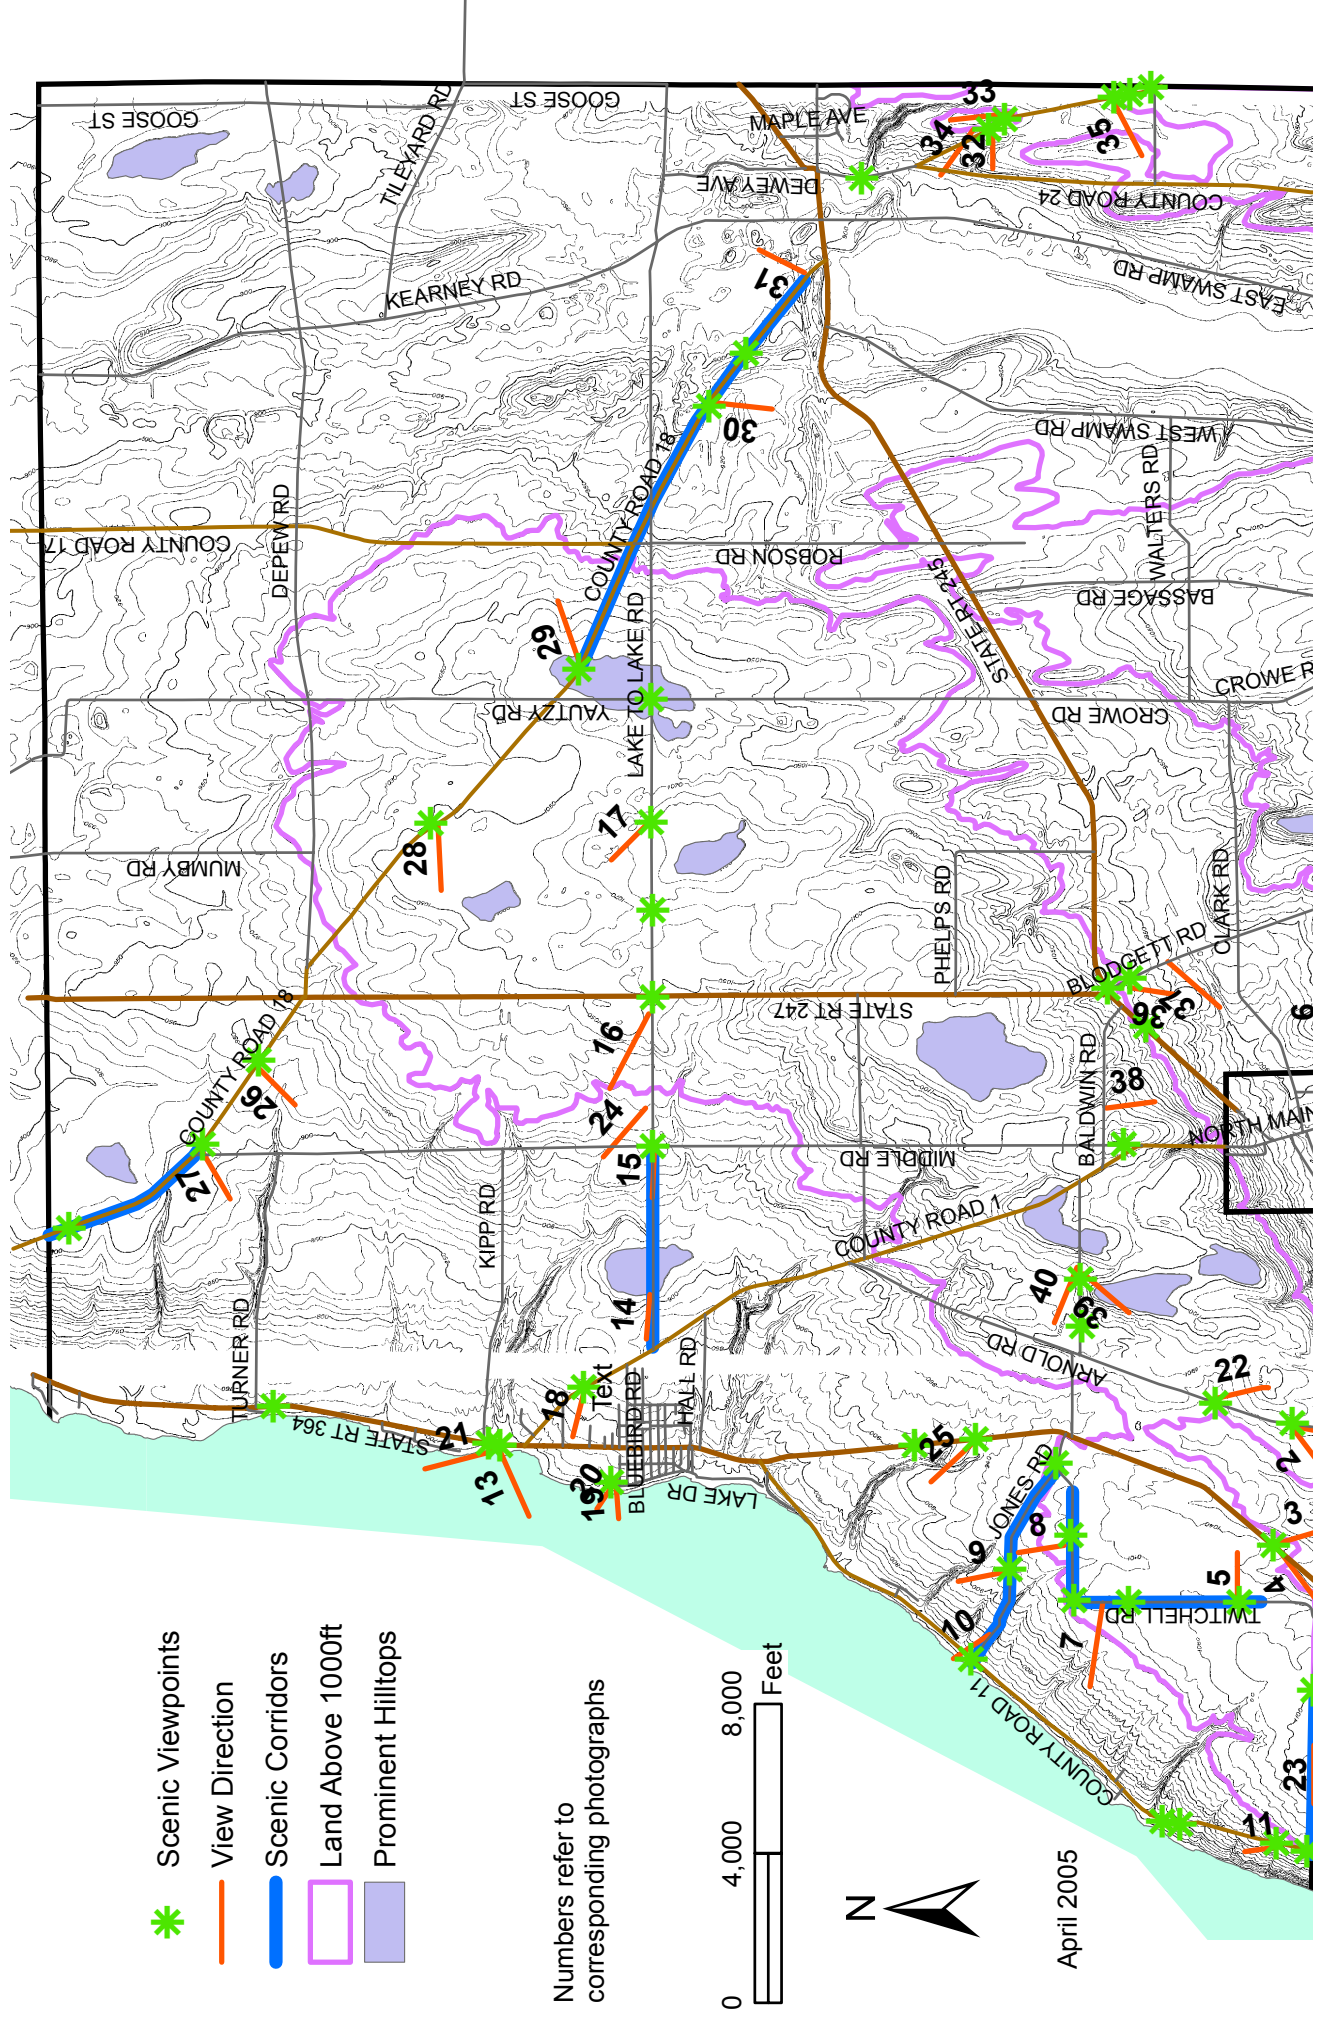 Scenic Viewpoints
View Direction
Scenic Corridors
Land Above 1000ft
Prominent Hilltops
Numbers refer to
corresponding photographs
0 4,000 8,000
Feet
N
April 2005
GOOSE ST
GOOSE ST
TILEYARD RD
KEARNEY RD
MAPLE AVE
DEWEY AVE
COUNTY ROAD 24
EAST SWAMP RD
WEST SWAMP RD
WALTERS RD
BASSAGE RD
CROWE R
CROWE RD
STATE RT 245
ROBSON RD
COUNTY ROAD 18
COUNTY ROAD 17
DEPEW RD
LAKE TO LAKE RD
YAUTZY RD
MUMBY RD
PHELPS RD
CLARK RD
BLODGETT RD
STATE RT 247
BALDWIN RD
NORTH MAIN
MIDDLE RD
COUNTY ROAD 18
KIPP RD
COUNTY ROAD 1
TURNER RD
STATE RT 364
Text
BLUEBIRD RD
HALL RD
LAKE DR
ARNOLD RD
JONES RD
TWITCHELL RD
COUNTY ROAD 11
33
34
32
35
31
30
29
28
17
16
24
15
14
26
27
18
21
13
20
19
25
22
2
3
4
5
7
8
9
10
11
23
36
37
38
39
40
6